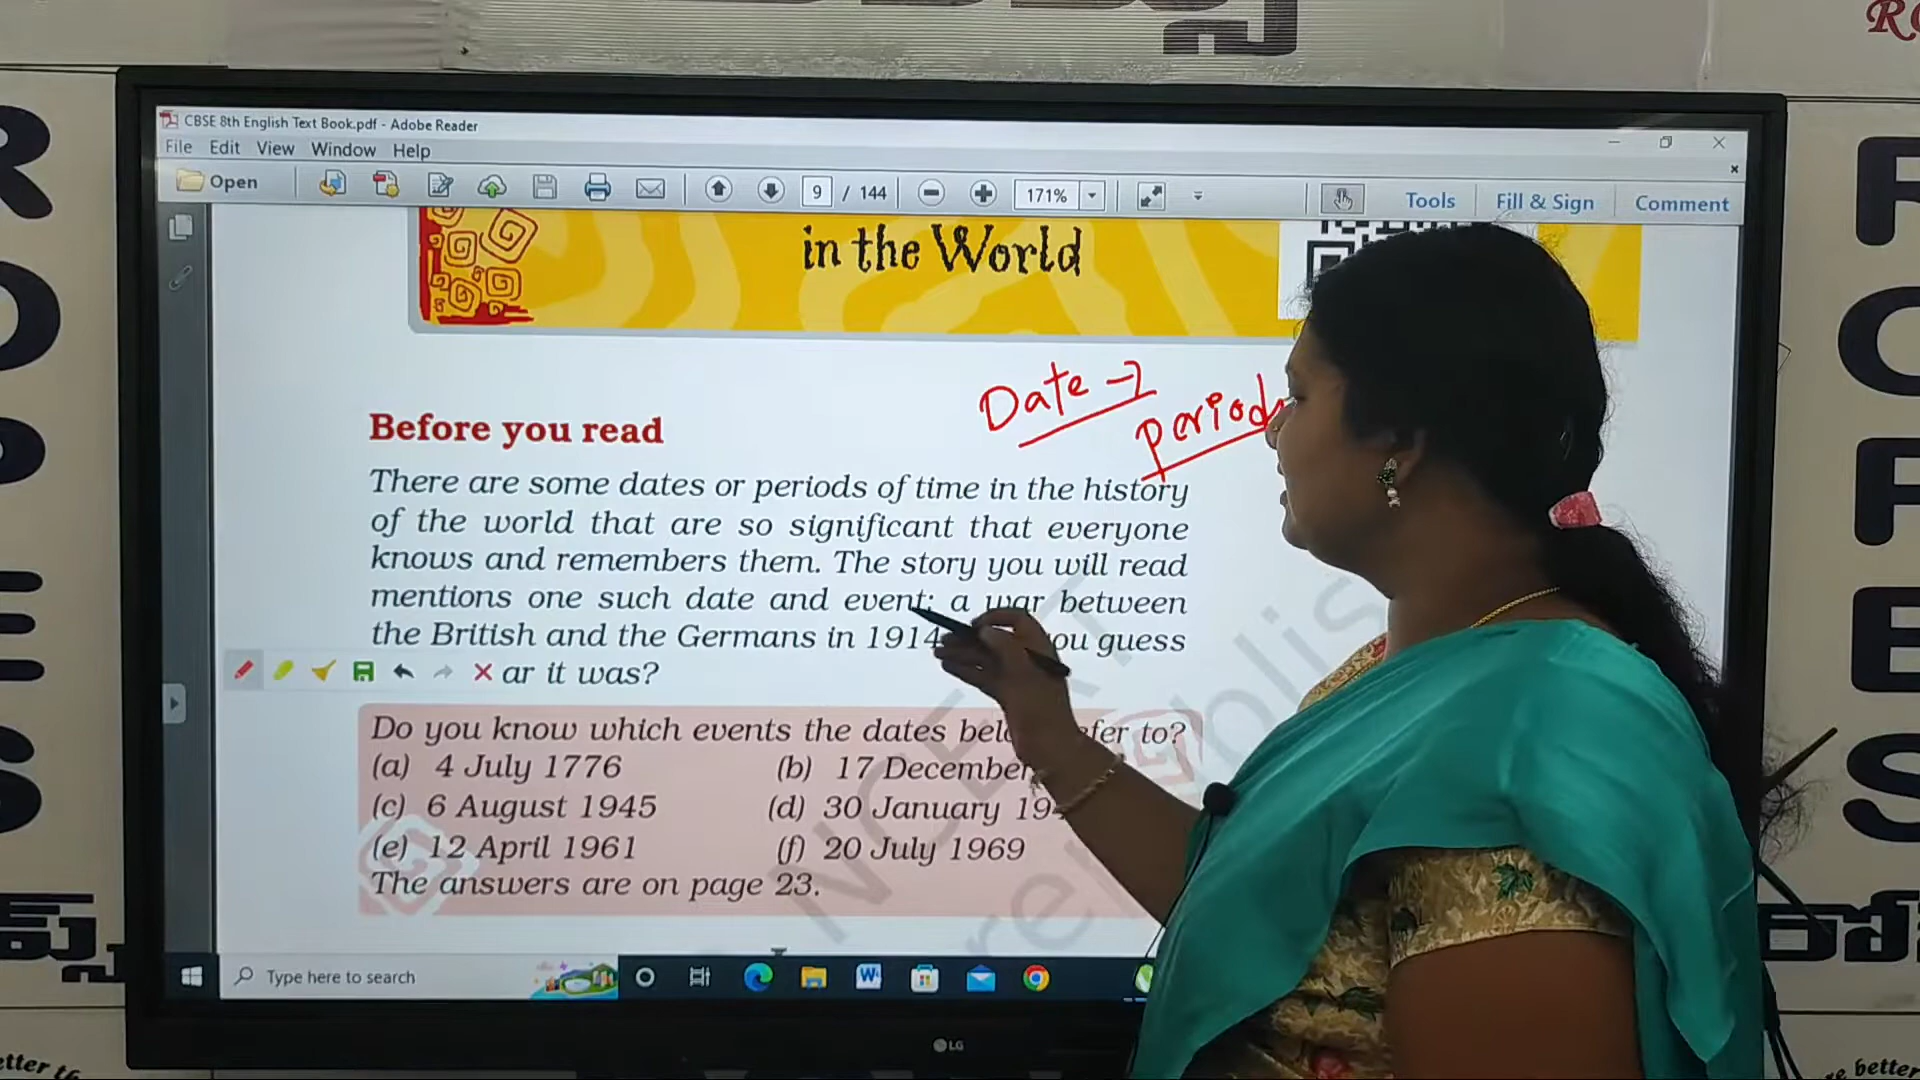 CBSE 8th English Text Book.pdf - Adobe Reader
File Edit View Window Help
Open 9 / 144 171% Tools Fill & Sign Comment
in the World
Date →
Period
Before you read
There are some dates or periods of time in the history
of the world that are so significant that everyone
knows and remembers them. The story you will read
mentions one such date and event: a war between
the British and the Germans in 1914 you guess
ar it was?
Do you know which events the dates refer to?
(a) 4 July 1776 (b) 17 December
(c) 6 August 1945 (d) 30 January
(e) 12 April 1961 (f) 20 July 1969
The answers are on page 23.
NCERT
Type here to search
LG